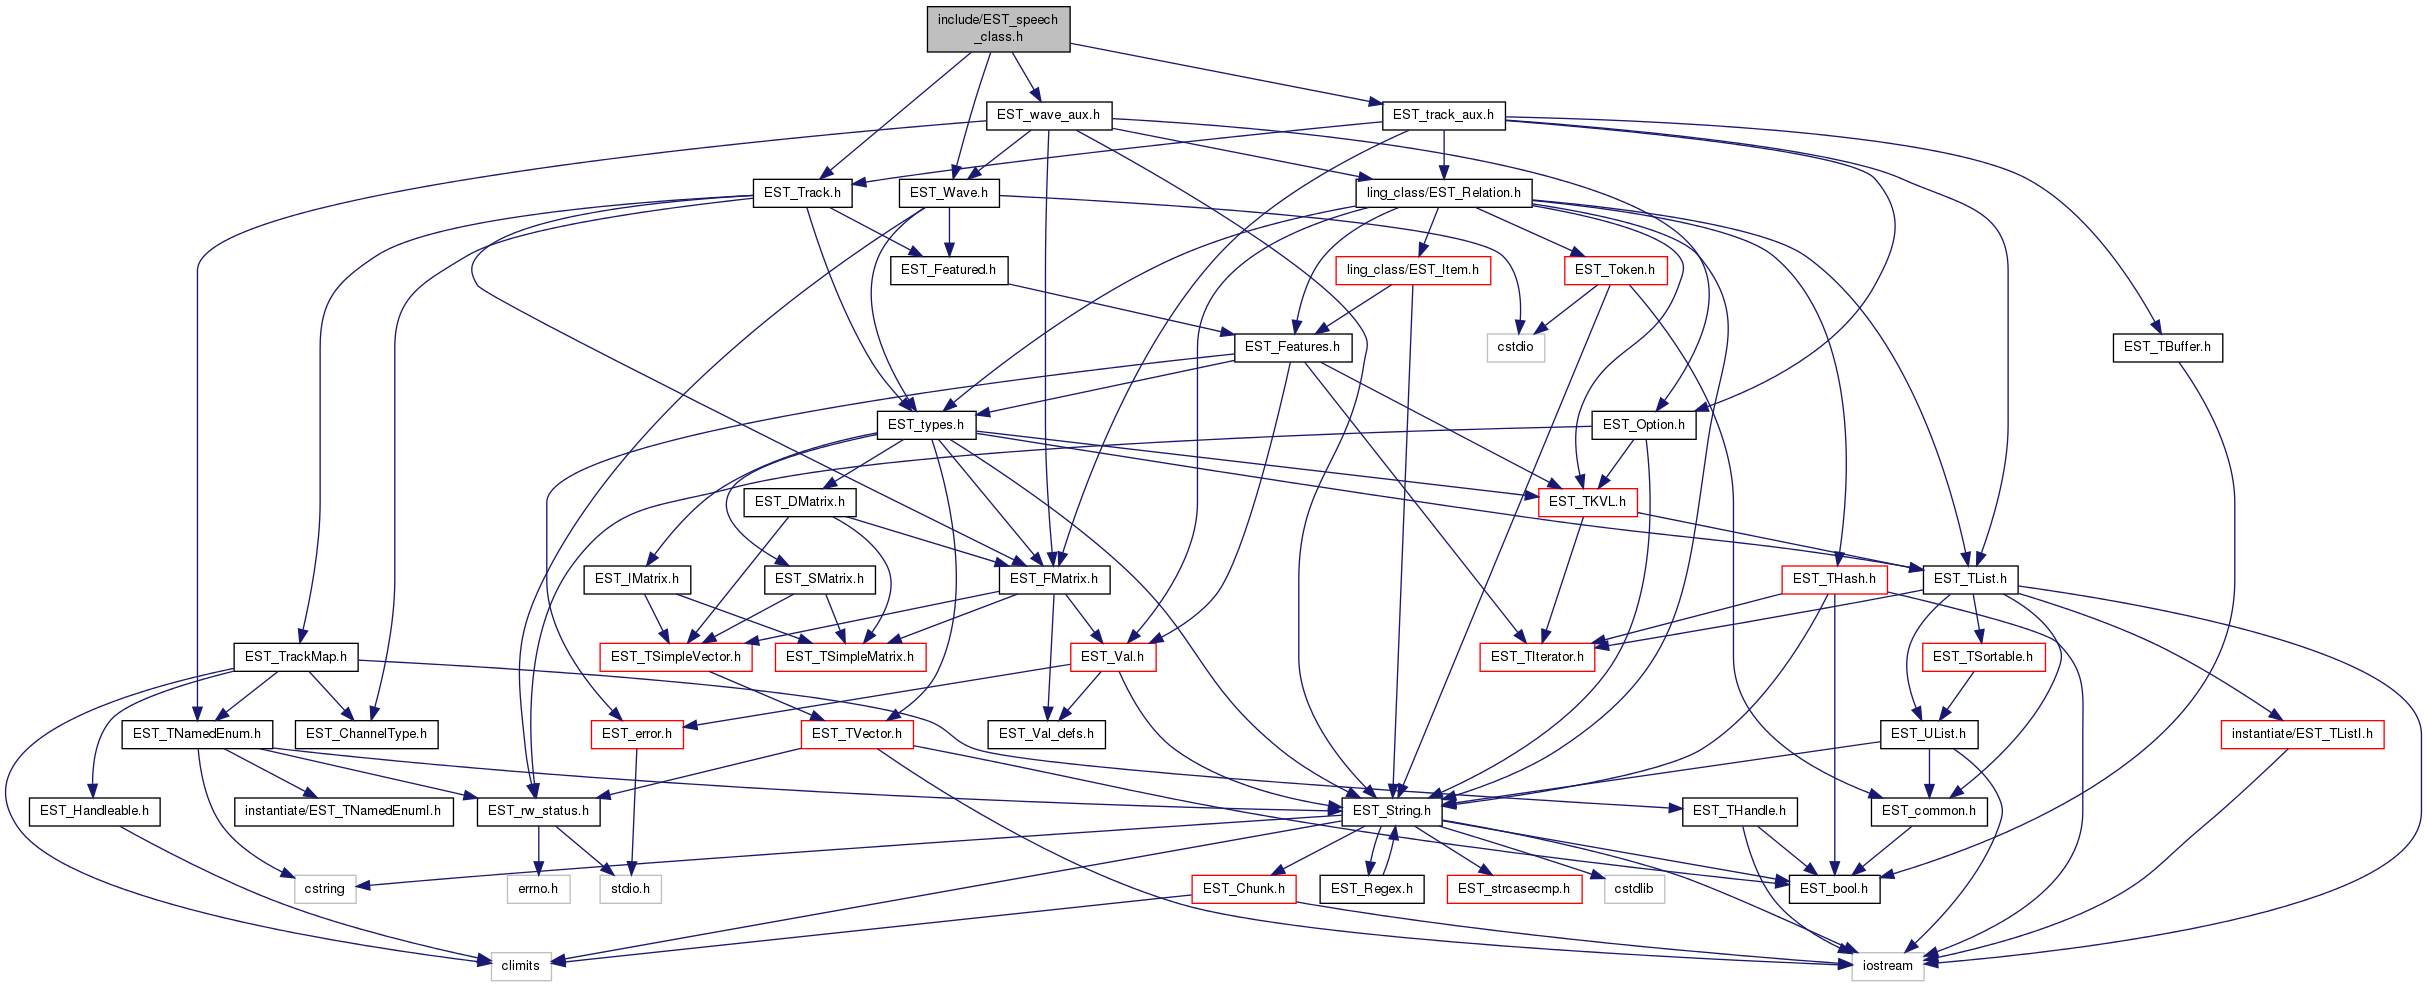 include/EST_speech
_class.h
EST_wave_aux.h
EST_track_aux.h
EST_Track.h
EST_Wave.h
ling_class/EST_Relation.h
EST_Featured.h
ling_class/EST_Item.h
EST_Token.h
EST_Features.h
cstdio
EST_TBuffer.h
EST_types.h
EST_Option.h
EST_DMatrix.h
EST_TKVL.h
EST_IMatrix.h
EST_SMatrix.h
EST_FMatrix.h
EST_THash.h
EST_TList.h
EST_TrackMap.h
EST_TSimpleVector.h
EST_TSimpleMatrix.h
EST_Val.h
EST_TIterator.h
EST_TSortable.h
EST_TNamedEnum.h
EST_ChannelType.h
EST_error.h
EST_TVector.h
EST_Val_defs.h
EST_UList.h
instantiate/EST_TListI.h
EST_Handleable.h
instantiate/EST_TNamedEnumI.h
EST_rw_status.h
EST_String.h
EST_THandle.h
EST_common.h
cstring
errno.h
stdio.h
EST_Chunk.h
EST_Regex.h
EST_strcasecmp.h
cstdlib
EST_bool.h
climits
iostream